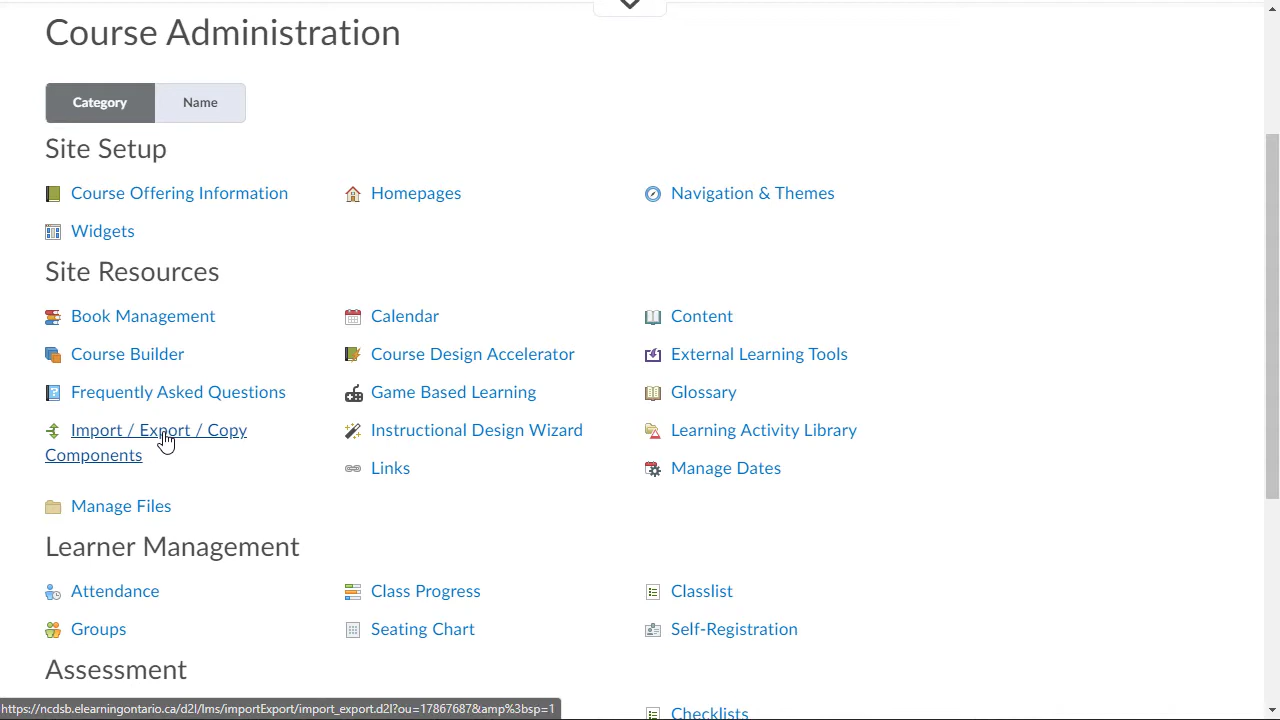 Course Administration
Category Name
Site Setup
Course Offering Information Homepages Navigation & Themes
Widgets
Site Resources
Book Management Calendar Content
Course Builder Course Design Accelerator External Learning Tools
Frequently Asked Questions Game Based Learning Glossary
Import / Export / Copy Instructional Design Wizard Learning Activity Library
Components
Links Manage Dates
Manage Files
Learner Management
Attendance Class Progress Classlist
Groups Seating Chart Self-Registration
Assessment
Checklists
https://ncdsb.elearningontario.ca/d2l/lms/importExport/import_export.d2l?ou=17867687&amp%3bsp=1